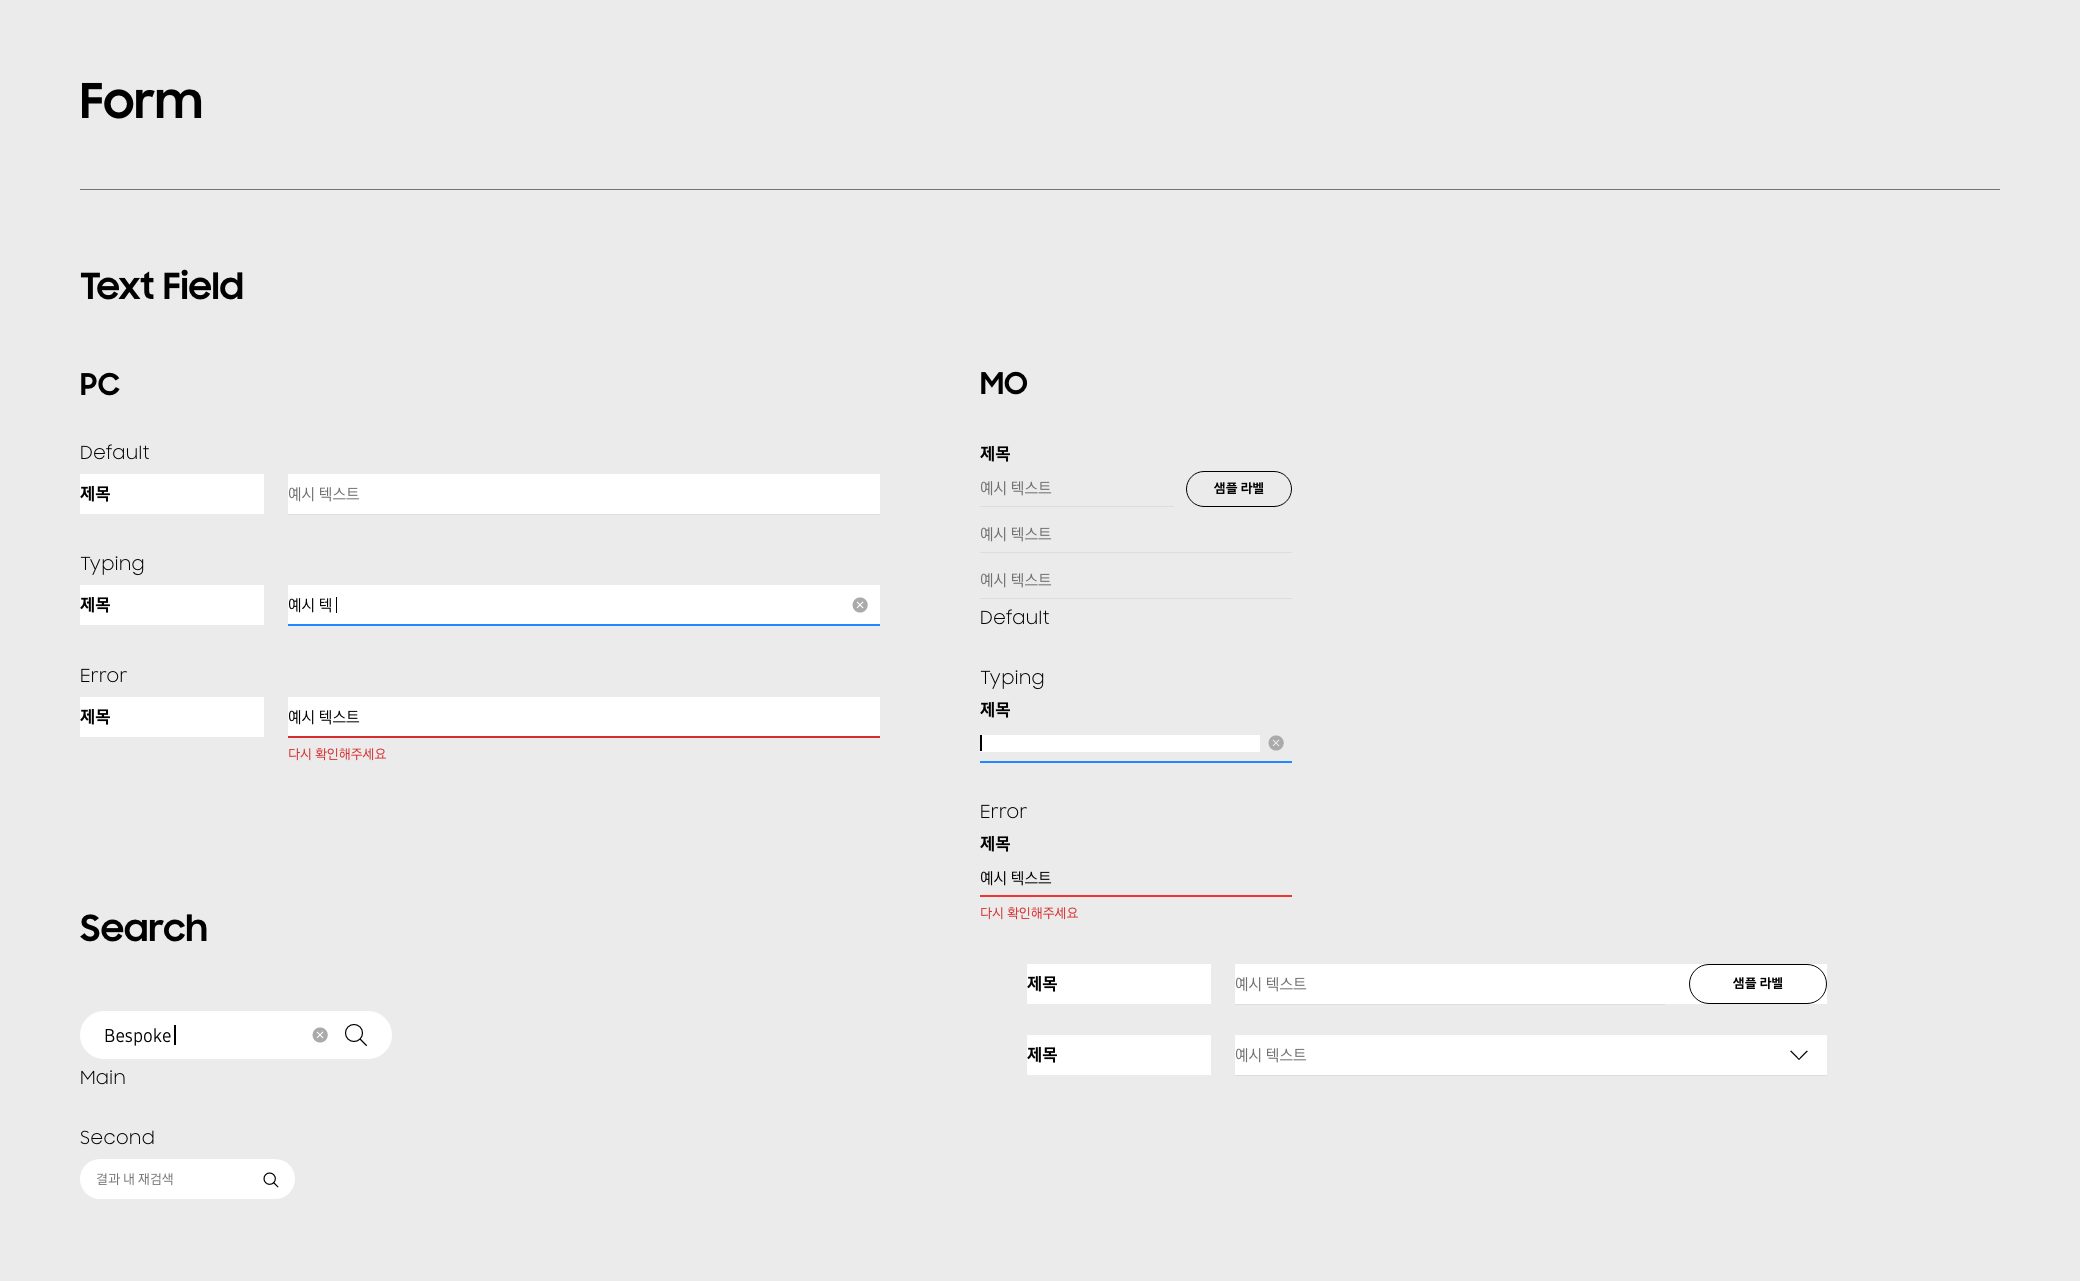 Form
Text Field
PC
Default
제목
예시 텍스트
Typing
제목
예시 텍
Error
제목
예시 텍스트
다시 확인해주세요
MO
제목
예시 텍스트
샘플 라벨
예시 텍스트
예시 텍스트
Default
Typing
제목
Error
제목
예시 텍스트
다시 확인해주세요
제목
예시 텍스트
샘플 라벨
제목
예시 텍스트
Search
Bespoke
Main
Second
결과 내 재검색